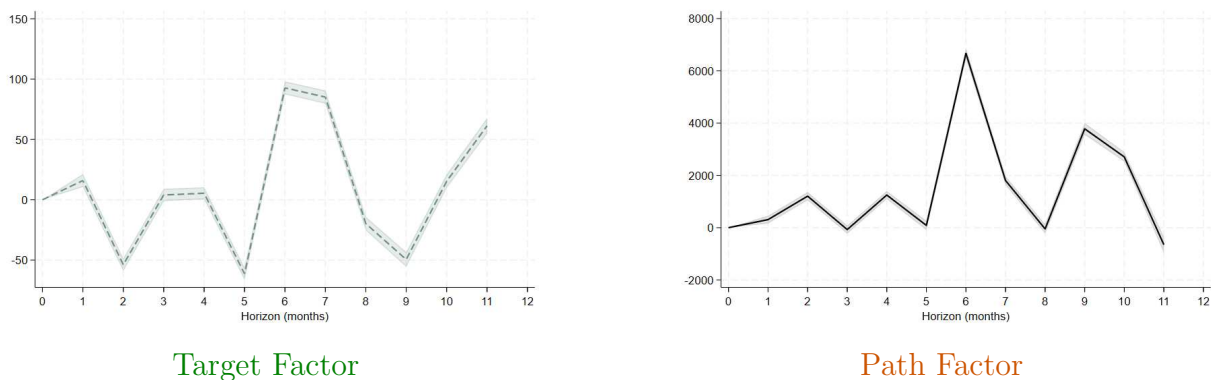 150
100
50
0
-50
0 1 2 3 4 5 6 7 8 9 10 11 12
Horizon (months)
Target Factor
8000
6000
4000
2000
0
-2000
0 1 2 3 4 5 6 7 8 9 10 11 12
Horizon (months)
Path Factor